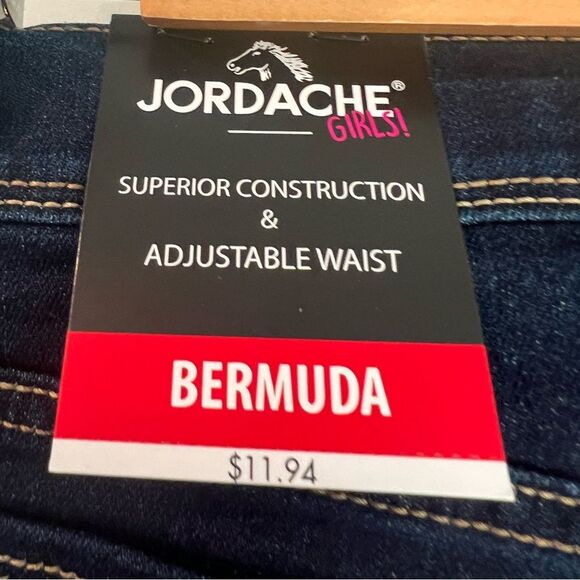 JORDACHE®
GIRLS!
SUPERIOR CONSTRUCTION
&
ADJUSTABLE WAIST
BERMUDA
$11.94